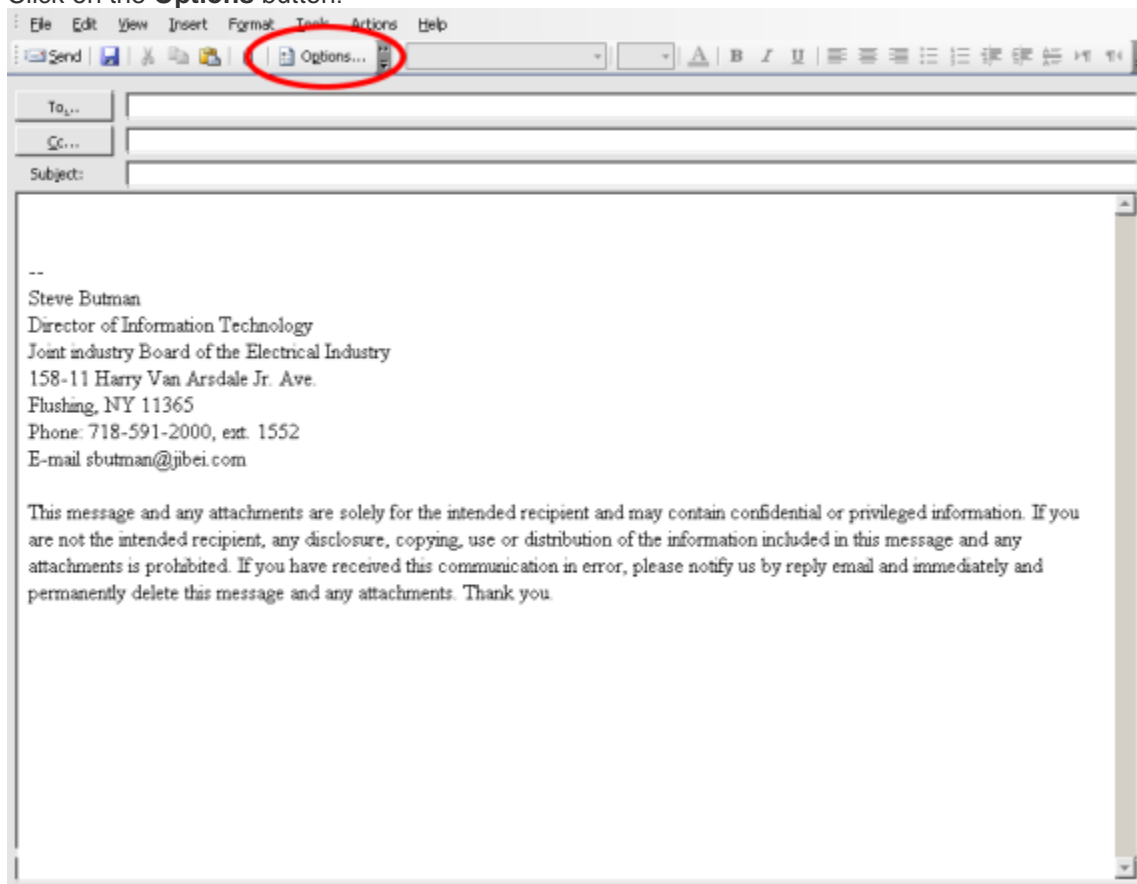 Click on the Options button.
File Edit View Insert Format Tools Actions Help
Send Options... A B I U
To...
Cc...
Subject:
--
Steve Butman
Director of Information Technology
Joint industry Board of the Electrical Industry
158-11 Harry Van Arsdale Jr. Ave.
Flushing, NY 11365
Phone: 718-591-2000, ext. 1552
E-mail sbutman@jibei.com
This message and any attachments are solely for the intended recipient and may contain confidential or privileged information. If you
are not the intended recipient, any disclosure, copying, use or distribution of the information included in this message and any
attachments is prohibited. If you have received this communication in error, please notify us by reply email and immediately and
permanently delete this message and any attachments. Thank you.